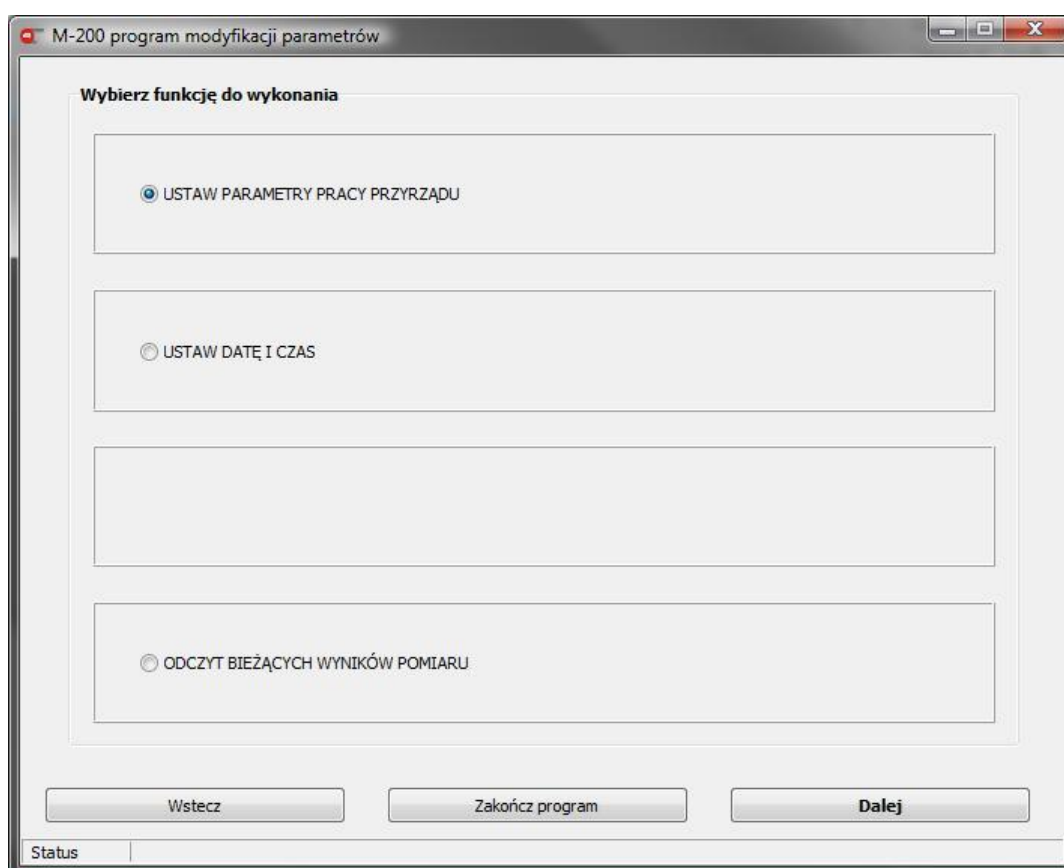 M-200 program modyfikacji parametrów
Wybierz funkcję do wykonania
USTAW PARAMETRY PRACY PRZYRZĄDU
USTAW DATĘ I CZAS
ODCZYT BIEŻĄCYCH WYNIKÓW POMIARU
Wstecz Zakończ program Dalej
Status